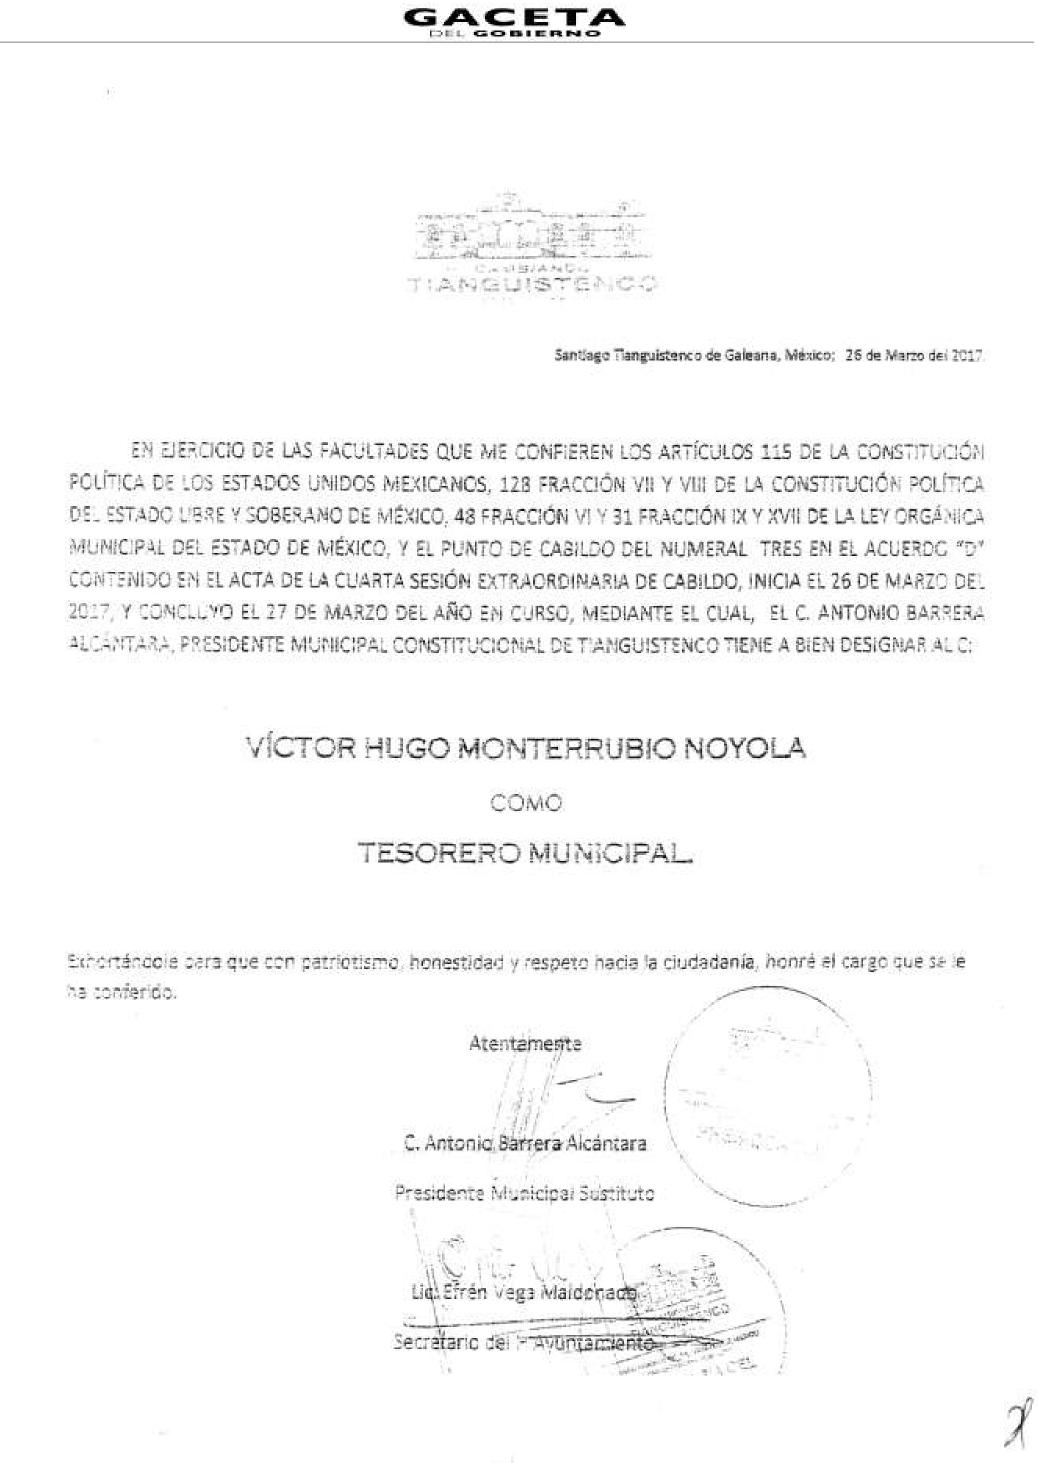 GACETA
DEL GOBIERNO
CAMBIANDO
TIANGUISTENCO
Santiago Tianguistenco de Galeana, México; 26 de Marzo del 2017.
EN EJERCICIO DE LAS FACULTADES QUE ME CONFIEREN LOS ARTÍCULOS 115 DE LA CONSTITUCIÓN
POLÍTICA DE LOS ESTADOS UNIDOS MEXICANOS, 128 FRACCIÓN VII Y VIII DE LA CONSTITUCIÓN POLÍTICA
DEL ESTADO LIBRE Y SOBERANO DE MÉXICO, 48 FRACCIÓN VI Y 31 FRACCIÓN IX Y XVII DE LA LEY ORGÁNICA
MUNICIPAL DEL ESTADO DE MÉXICO, Y EL PUNTO DE CABILDO DEL NUMERAL TRES EN EL ACUERDO "D"
CONTENIDO EN EL ACTA DE LA CUARTA SESIÓN EXTRAORDINARIA DE CABILDO, INICIA EL 26 DE MARZO DEL
2017, Y CONCLUYO EL 27 DE MARZO DEL AÑO EN CURSO, MEDIANTE EL CUAL, EL C. ANTONIO BARRERA
ALCÁNTARA, PRESIDENTE MUNICIPAL CONSTITUCIONAL DE TIANGUISTENCO TIENE A BIEN DESIGNAR AL C:
VÍCTOR HUGO MONTERRUBIO NOYOLA
COMO
TESORERO MUNICIPAL.
Exhortándole para que con patriotismo, honestidad y respeto hacia la ciudadanía, honré el cargo que se le
ha conferido.
Atentamente
C. Antonio Barrera Alcántara
Presidente Municipal Sustituto
Lic. Efrén Vega Maldonado
Secretario del H Ayuntamiento
TIANGUISTENCO